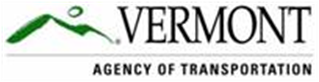 VERMONT
AGENCY OF TRANSPORTATION